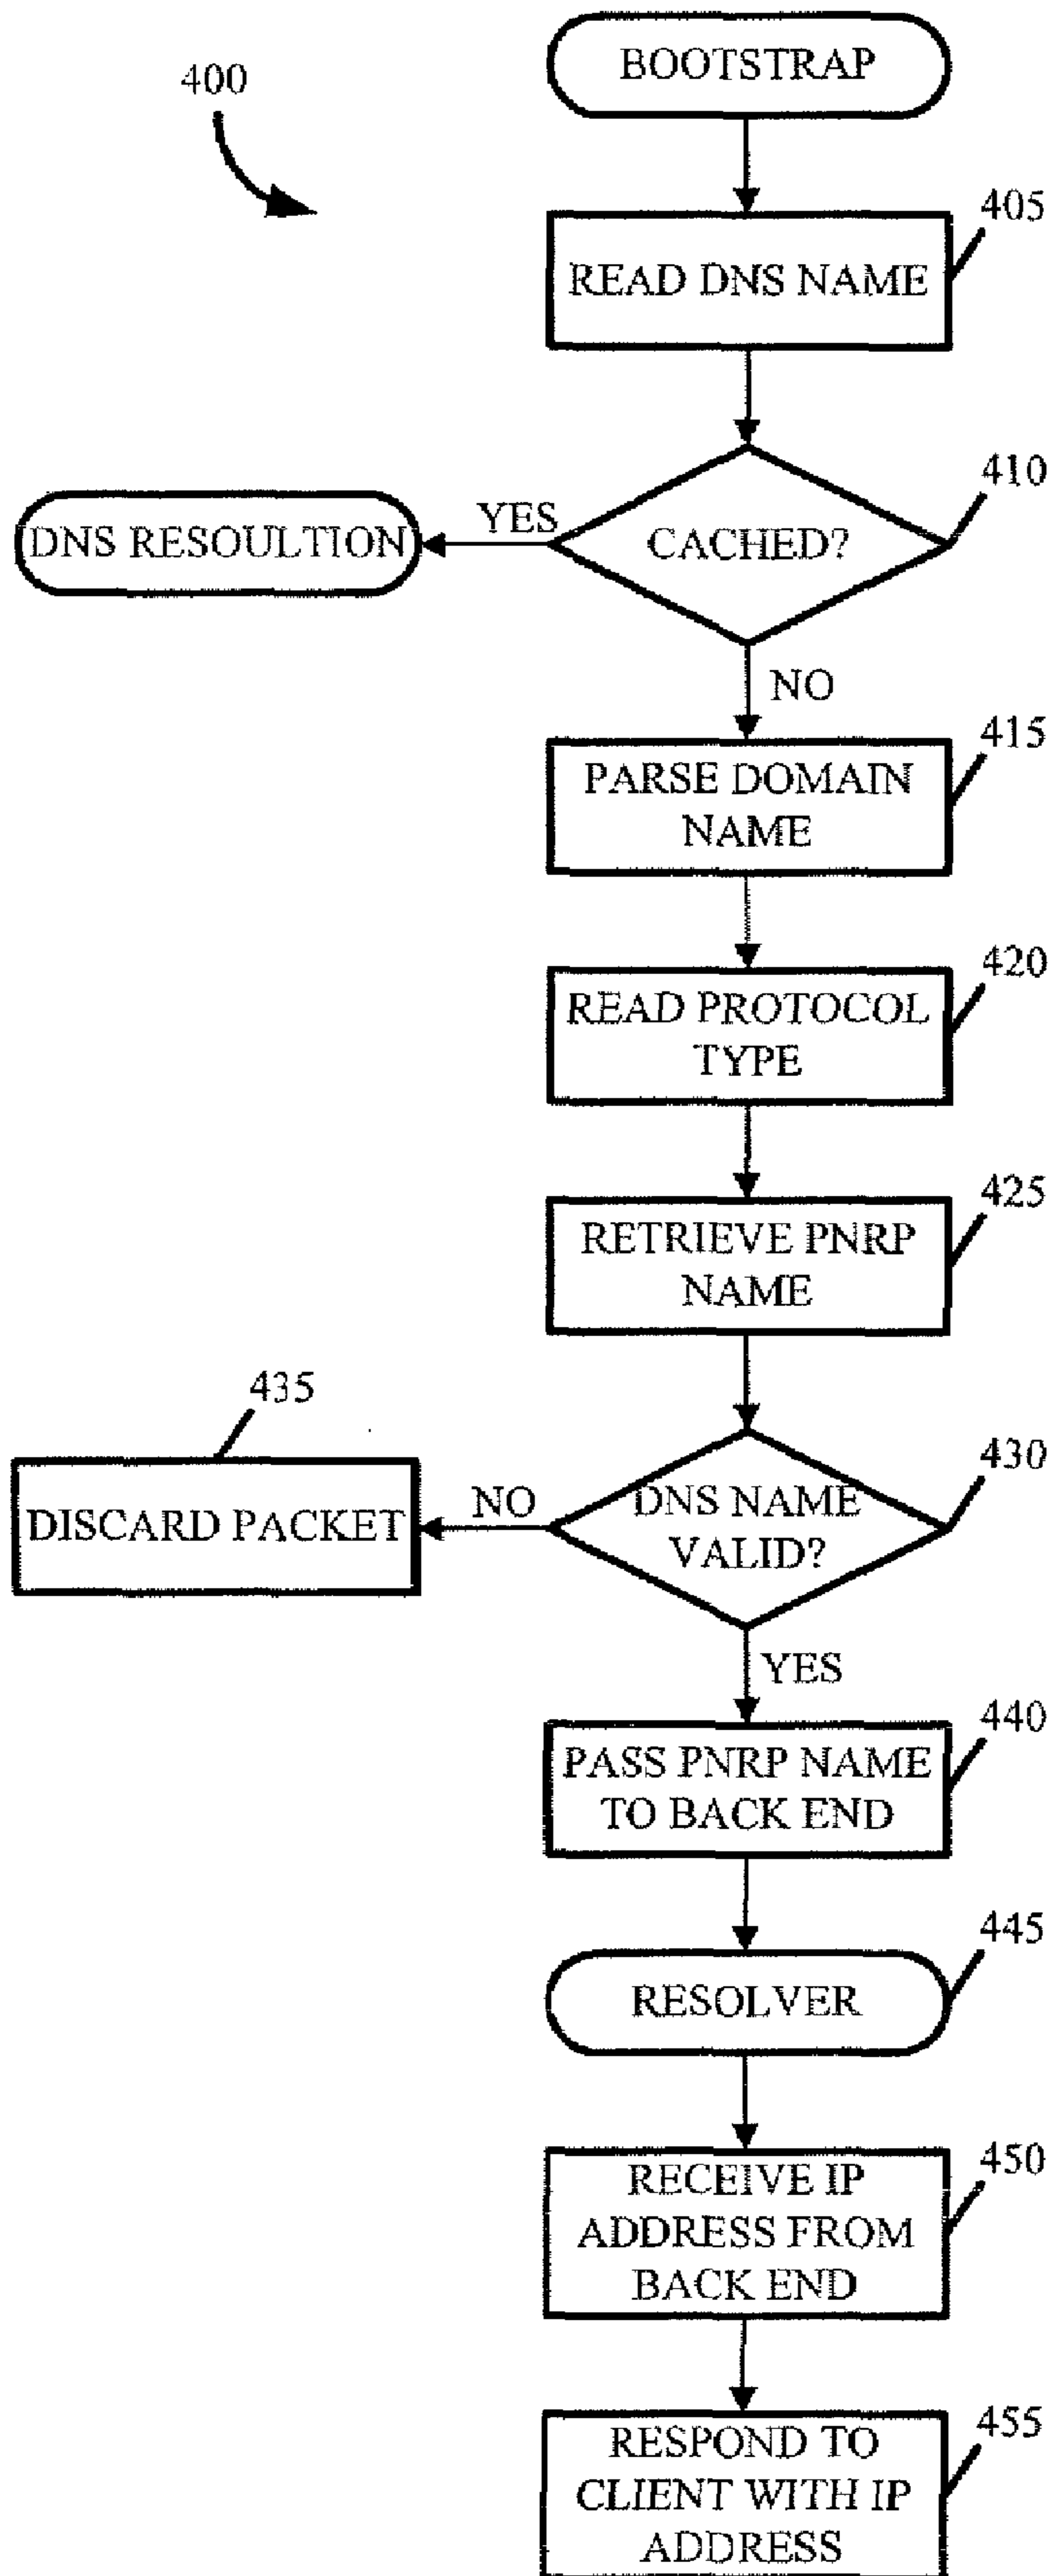 BOOTSTRAP
400
405
READ DNS NAME
410
YES
CACHED?
DNS RESOULTION
NO
415
PARSE DOMAIN
NAME
420
READ PROTOCOL
TYPE
425
RETRIEVE PNRP
NAME
435
430
DISCARD PACKET
NO
DNS NAME
VALID?
YES
440
PASS PNRP NAME
TO BACK END
445
RESOLVER
450
RECEIVE IP
ADDRESS FROM
BACK END
455
RESPOND TO
CLIENT WITH IP
ADDRESS